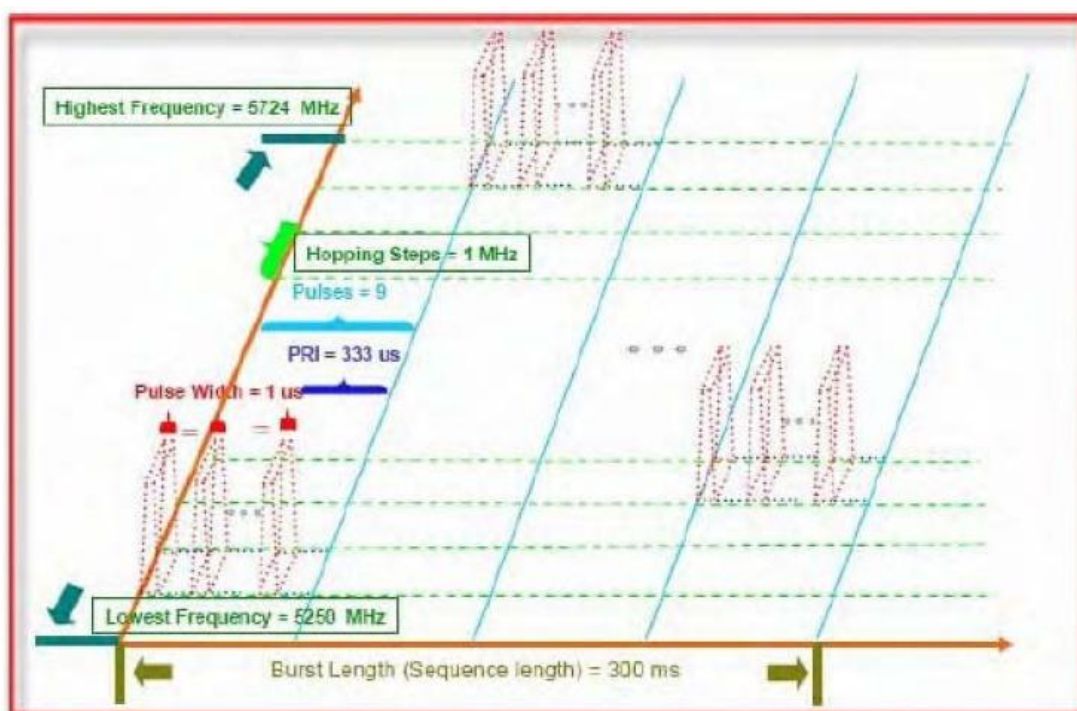 Highest Frequency = 5724 MHz
Hopping Steps = 1 MHz
Pulses = 9
PRI = 333 us
Pulse Width = 1 us
Lowest Frequency = 5250 MHz
Burst Length (Sequence length) = 300 ms